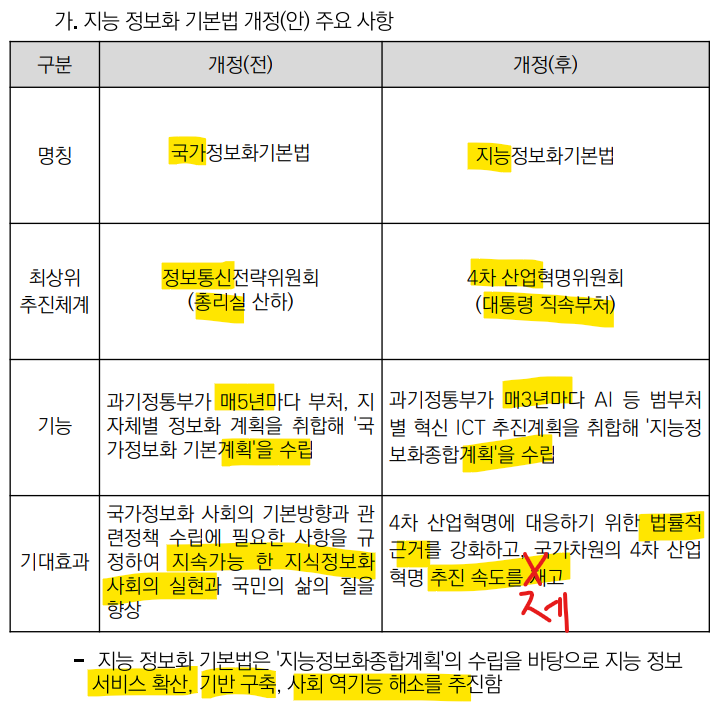 가. 지능 정보화 기본법 개정(안) 주요 사항
구분 개정(전) 개정(후)
명칭 국가정보화기본법 지능정보화기본법
최상위
추진체계
정보통신전략위원회
(총리실 산하)
4차 산업혁명위원회
(대통령 직속부처)
기능
과기정통부가 매5년마다 부처, 지
자체별 정보화 계획을 취합해 '국
가정보화 기본계획'을 수립
과기정통부가 매3년마다 AI 등 범부처
별 혁신 ICT 추진계획을 취합해 '지능정
보화종합계획'을 수립
기대효과
국가정보화 사회의 기본방향과 관
련정책 수립에 필요한 사항을 규
정하여 지속가능 한 지식정보화
사회의 실현과 국민의 삶의 질을
향상
4차 산업혁명에 대응하기 위한 법률적
근거를 강화하고, 국가차원의 4차 산업
혁명 추진 속도를 재고
제
- 지능 정보화 기본법은 '지능정보화종합계획'의 수립을 바탕으로 지능 정보
서비스 확산, 기반 구축, 사회 역기능 해소를 추진함